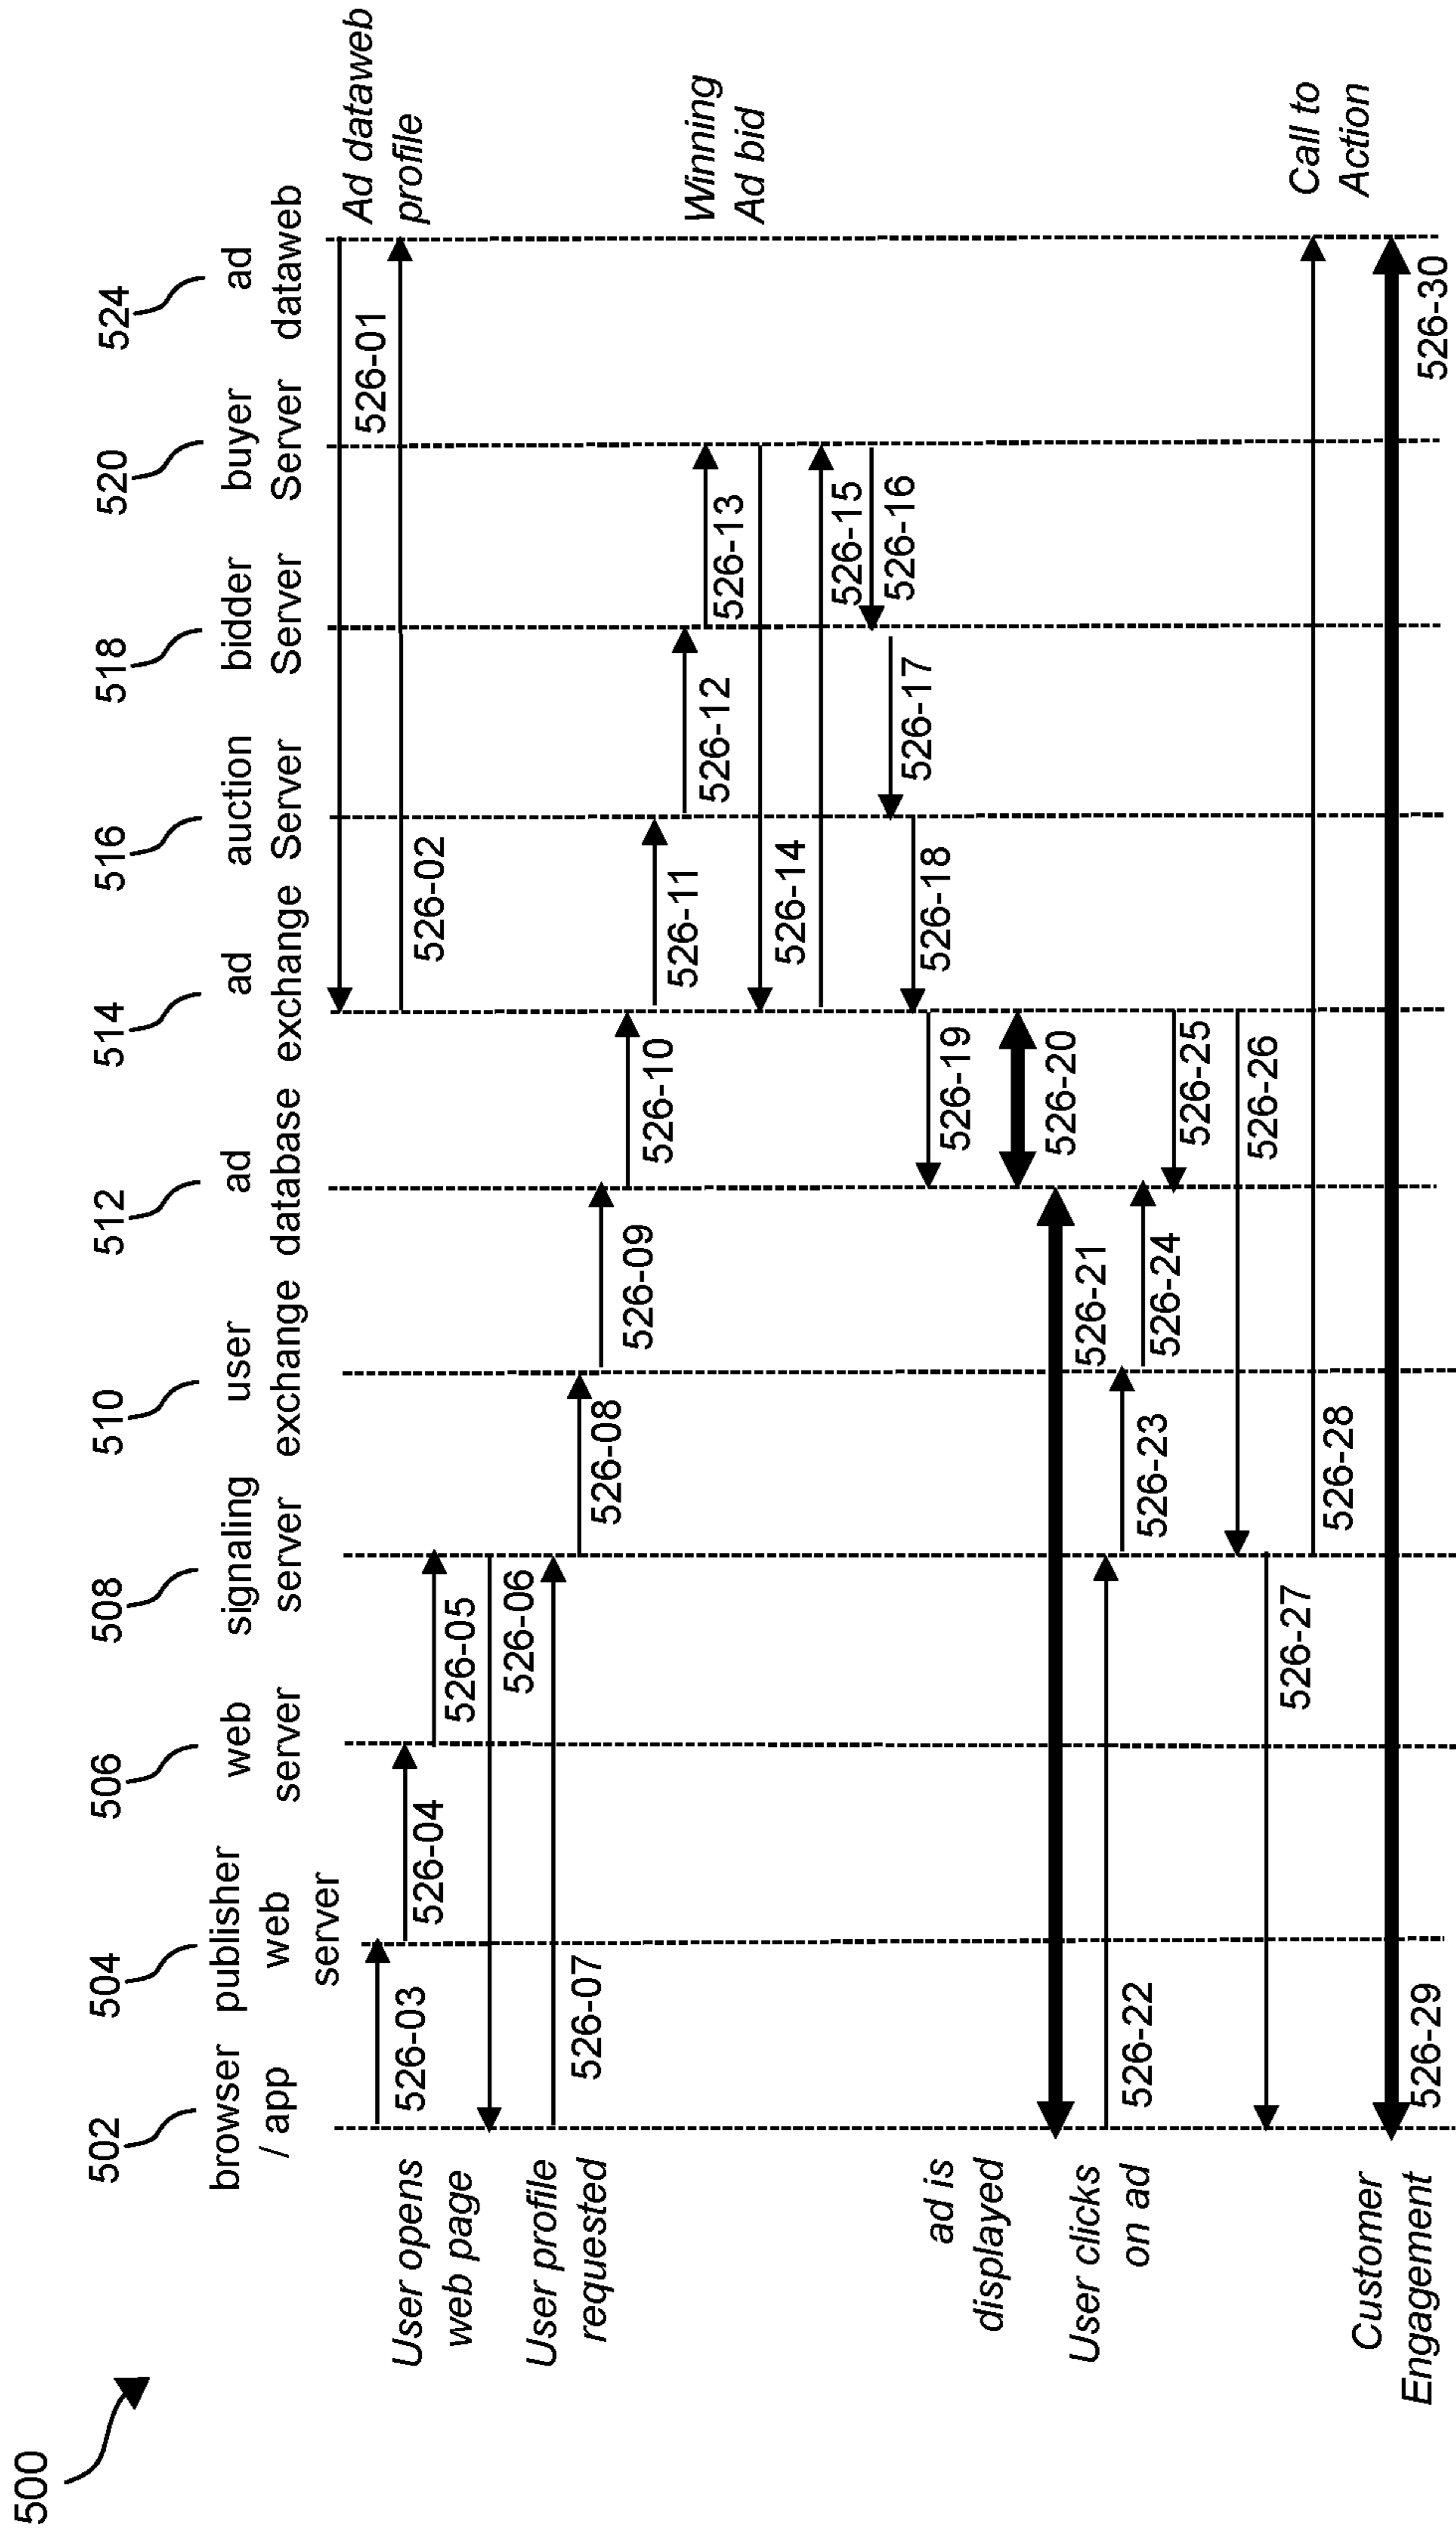 500
502
504
506
508
510
512
514
516
518
520
524
browser
/ app
publisher
web
server
web
server
signaling
server
user
exchange
ad
database
ad
exchange
auction
Server
bidder
Server
buyer
Server
ad
dataweb
Ad dataweb
profile
526-01
526-02
User opens
web page
526-03
526-04
526-05
526-06
User profile
requested
526-07
526-08
526-09
526-10
526-11
526-12
526-13
Winning
Ad bid
526-14
526-15
526-16
526-17
526-18
526-19
526-20
ad is
displayed
526-21
User clicks
on ad
526-22
526-23
526-24
526-25
526-26
526-27
526-28
Call to
Action
Customer
Engagement
526-29
526-30